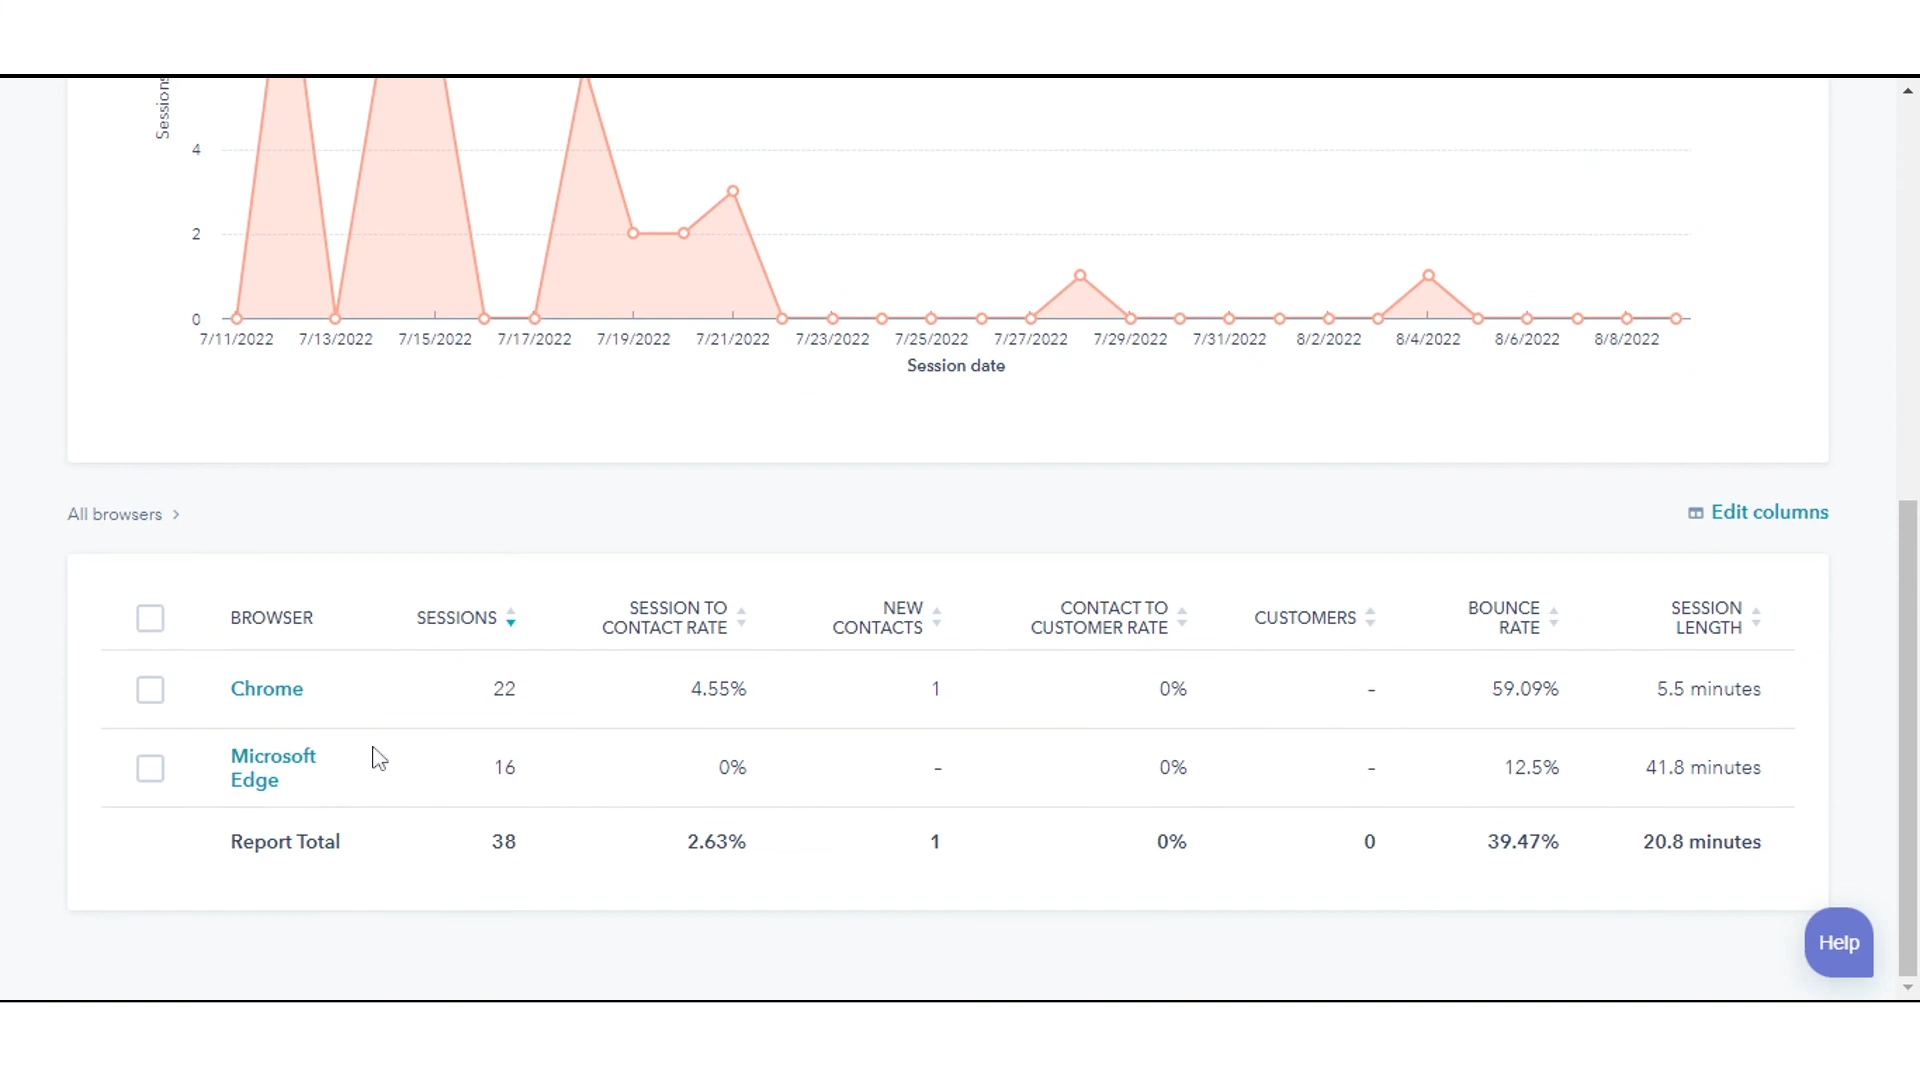 Sessions
4
2
0
7/11/2022 7/13/2022 7/15/2022 7/17/2022 7/19/2022 7/21/2022 7/23/2022 7/25/2022 7/27/2022 7/29/2022 7/31/2022 8/2/2022 8/4/2022 8/6/2022 8/8/2022
Session date
All browsers
Edit columns
BROWSER SESSIONS SESSION TO CONTACT RATE NEW CONTACTS CONTACT TO CUSTOMER RATE CUSTOMERS BOUNCE RATE SESSION LENGTH
Chrome 22 4.55% 1 0% - 59.09% 5.5 minutes
Microsoft Edge 16 0% - 0% - 12.5% 41.8 minutes
Report Total 38 2.63% 1 0% 0 39.47% 20.8 minutes
Help